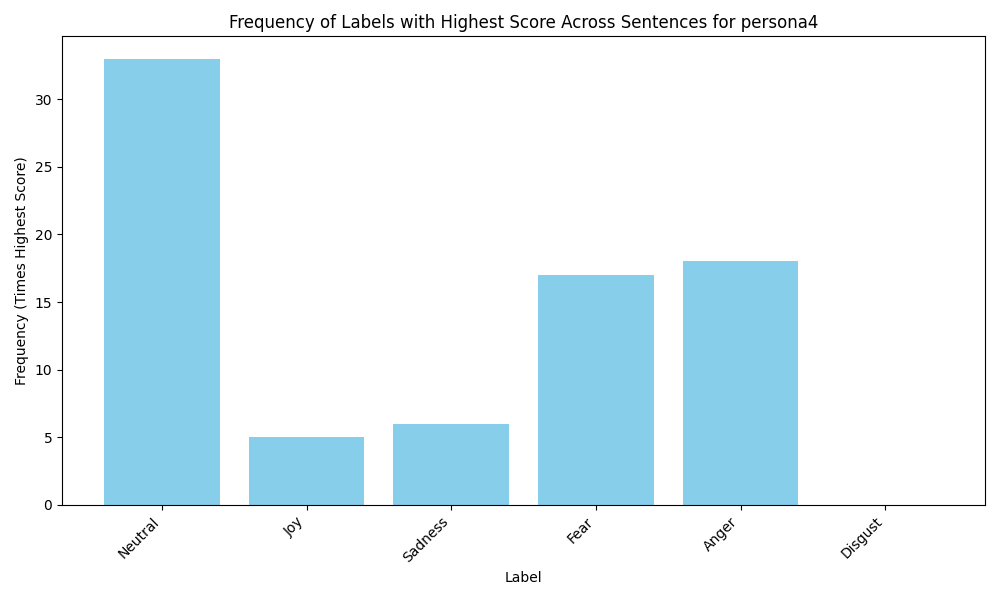 Frequency of Labels with Highest Score Across Sentences for persona4
Frequency (Times Highest Score)
30
25
20
15
10
5
0
Neutral
Joy
Sadness
Fear
Anger
Disgust
Label